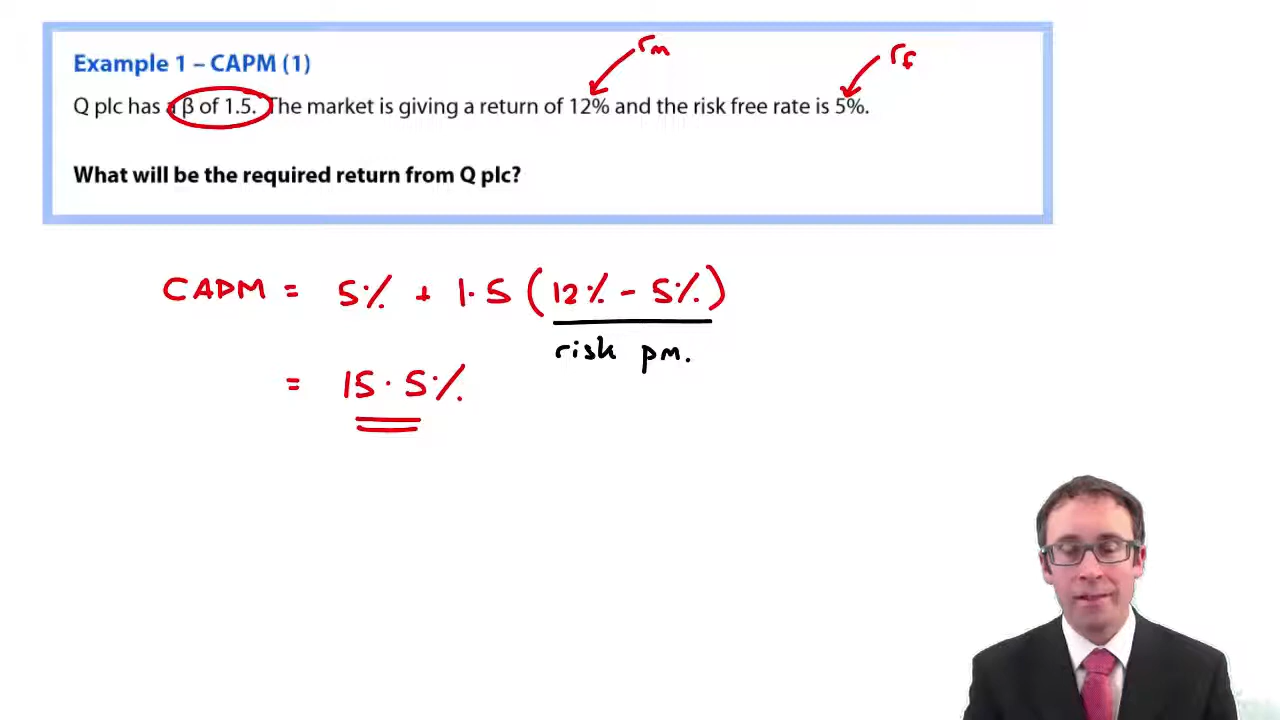 rm
rf
Example 1 – CAPM (1)
Q plc has a β of 1.5. The market is giving a return of 12% and the risk free rate is 5%.
What will be the required return from Q plc?
CAPM = 5% + 1.5 (12% - 5%)
risk pm.
= 15.5%